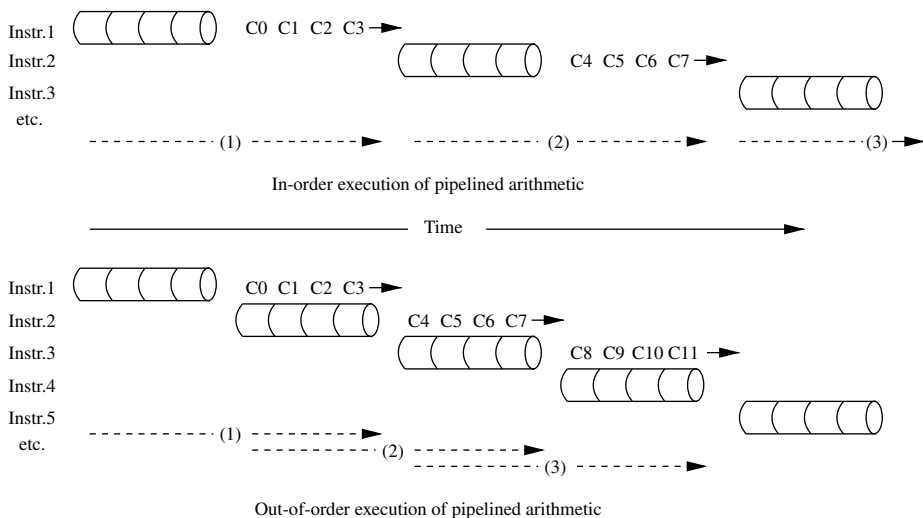 Instr.1 C0 C1 C2 C3
Instr.2 C4 C5 C6 C7
Instr.3
etc.
(1) (2) (3)
In-order execution of pipelined arithmetic
Time
Instr.1 C0 C1 C2 C3
Instr.2 C4 C5 C6 C7
Instr.3 C8 C9 C10 C11
Instr.4
Instr.5
(1)
etc.
(2)
(3)
Out-of-order execution of pipelined arithmetic